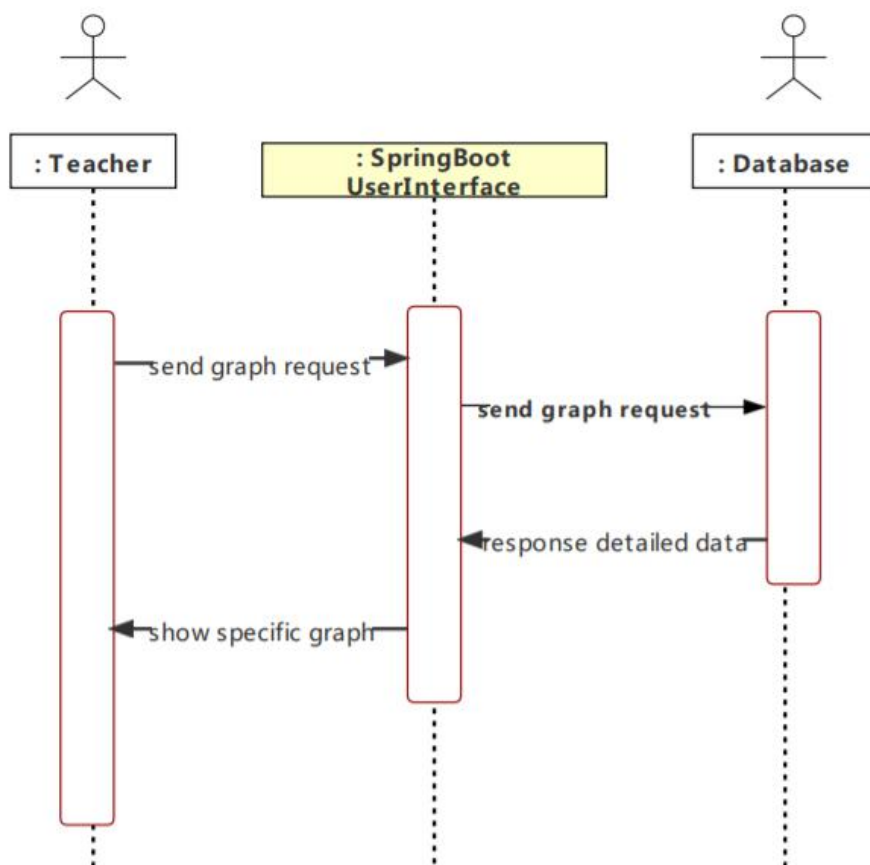 : Teacher
: SpringBoot
UserInterface
: Database
send graph request
send graph request
response detailed data
show specific graph